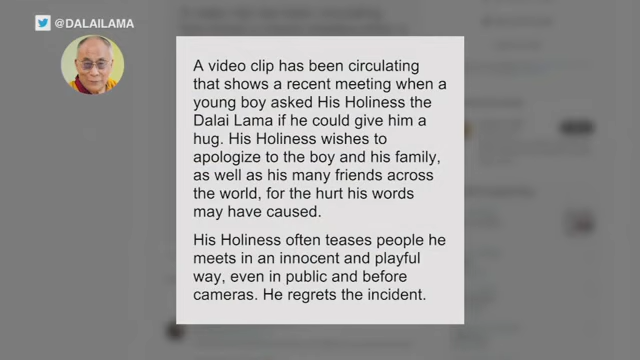 @DALAILAMA
A video clip has been circulating
that shows a recent meeting when a
young boy asked His Holiness the
Dalai Lama if he could give him a
hug. His Holiness wishes to
apologize to the boy and his family,
as well as his many friends across
the world, for the hurt his words
may have caused.
His Holiness often teases people he
meets in an innocent and playful
way, even in public and before
cameras. He regrets the incident.